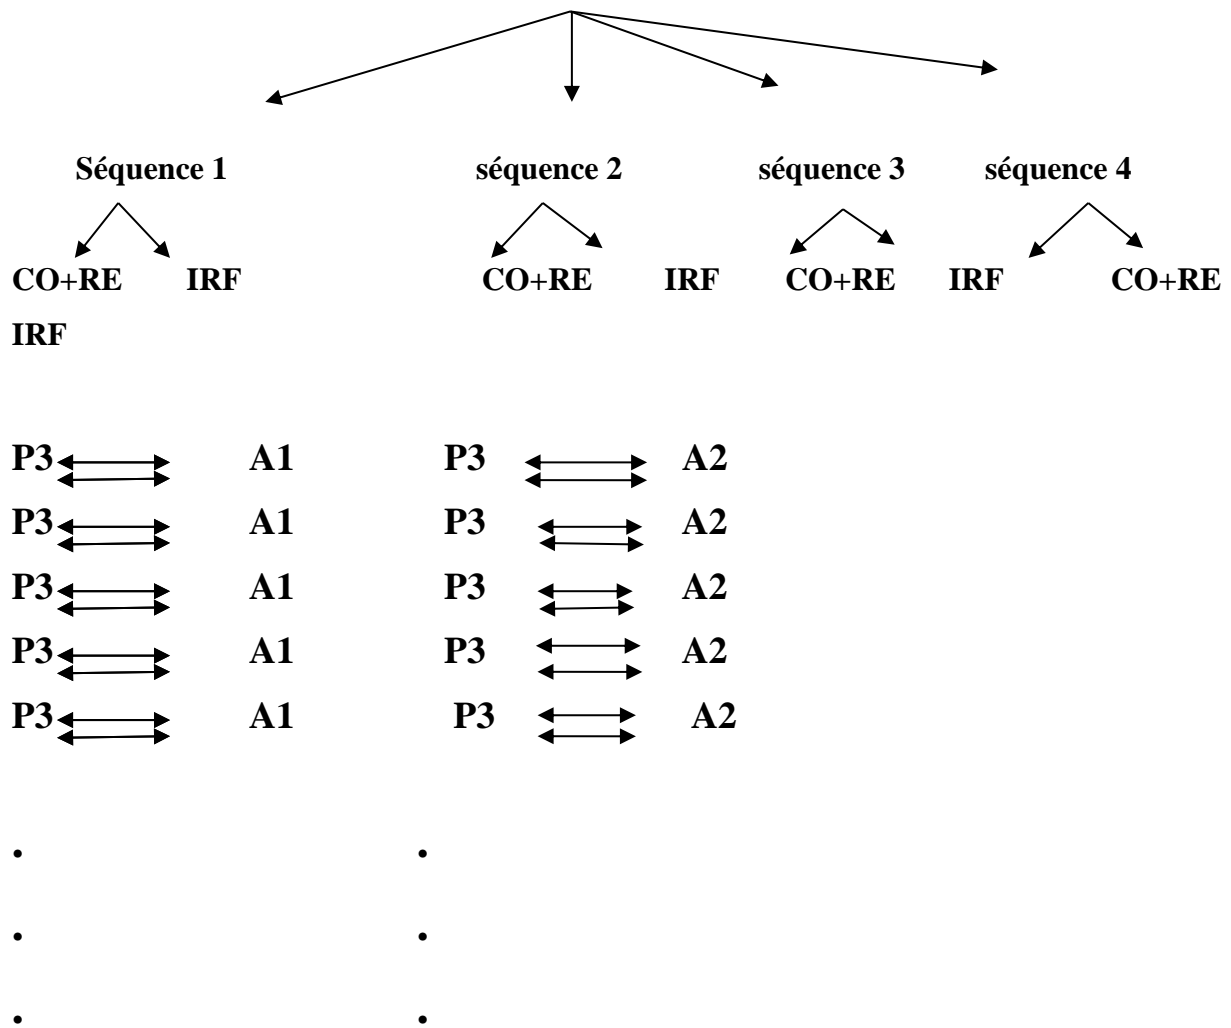 Séquence 1 séquence 2 séquence 3 séquence 4
CO+RE IRF CO+RE IRF CO+RE IRF CO+RE
IRF
P3 A1 P3 A2
P3 A1 P3 A2
P3 A1 P3 A2
P3 A1 P3 A2
P3 A1 P3 A2
. .
. .
. .